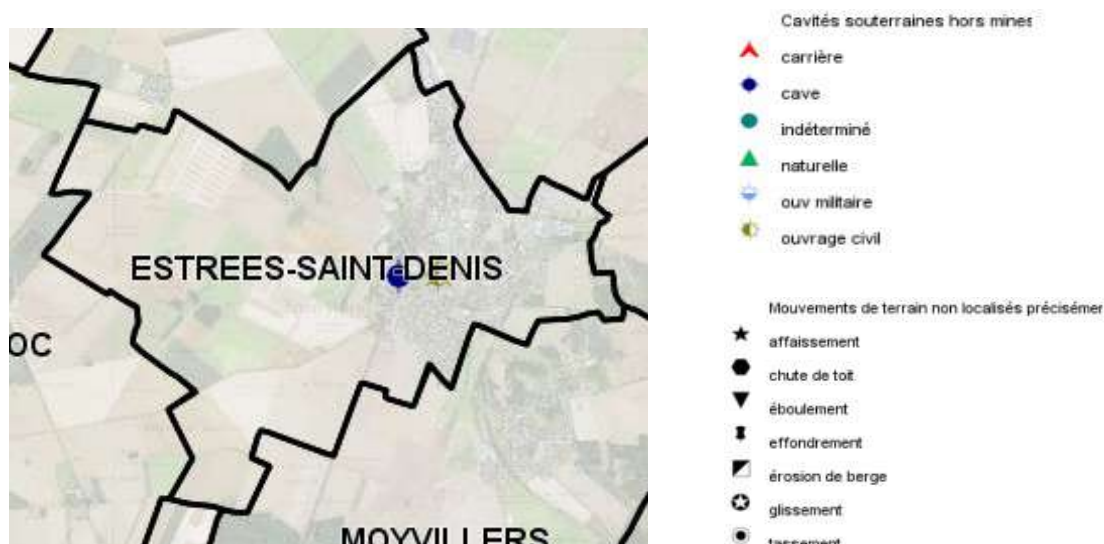 ESTREES-SAINT-DENIS
OC
MOYVILLERS
Cavités souterraines hors mines
carrière
cave
indéterminé
naturelle
ouv militaire
ouvrage civil
Mouvements de terrain non localisés précisémer
affaissement
chute de toit
éboulement
effondrement
érosion de berge
glissement
tassement